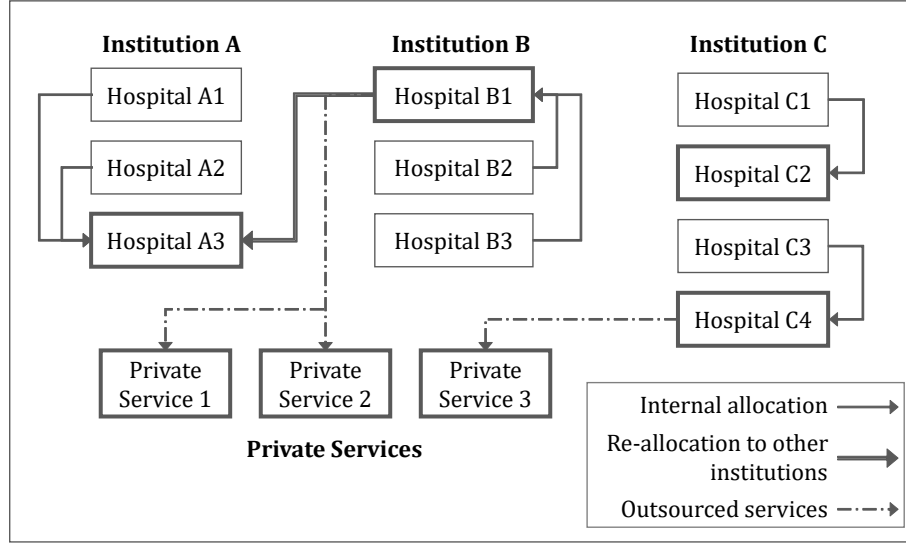 Institution A
Institution B
Institution C
Hospital A1
Hospital B1
Hospital C1
Hospital A2
Hospital B2
Hospital C2
Hospital A3
Hospital B3
Hospital C3
Hospital C4
Private
Service 1
Private
Service 2
Private
Service 3
Private Services
Internal allocation
Re-allocation to other
institutions
Outsourced services